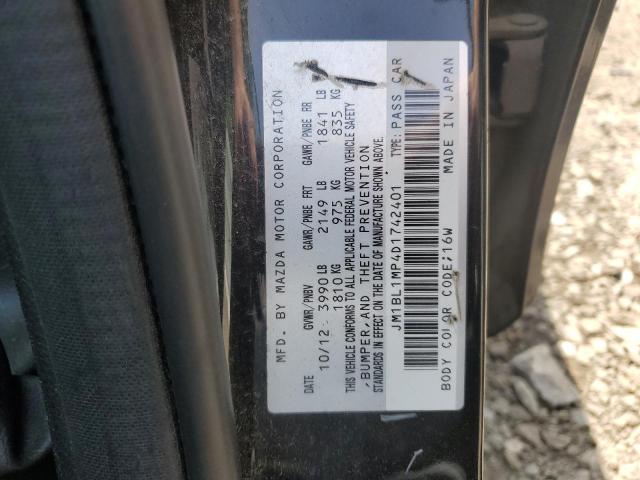 MFD. BY MAZDA MOTOR CORPORATION
DATE GVWR/PNBV GAWR/PNBE FRT GAWR/PNBE RR
10/12 3990 LB 2149 LB 1841 LB
1810 KG 975 KG 835 KG
THIS VEHICLE CONFORMS TO ALL APPLICABLE FEDERAL MOTOR VEHICLE SAFETY
,BUMPER,AND THEFT PREVENTION
STANDARDS IN EFFECT ON THE DATE OF MANUFACTURE SHOWN ABOVE.
JM1BL1MP4D1742401 TYPE: PASS CAR
BODY COLOR CODE;16W MADE IN JAPAN